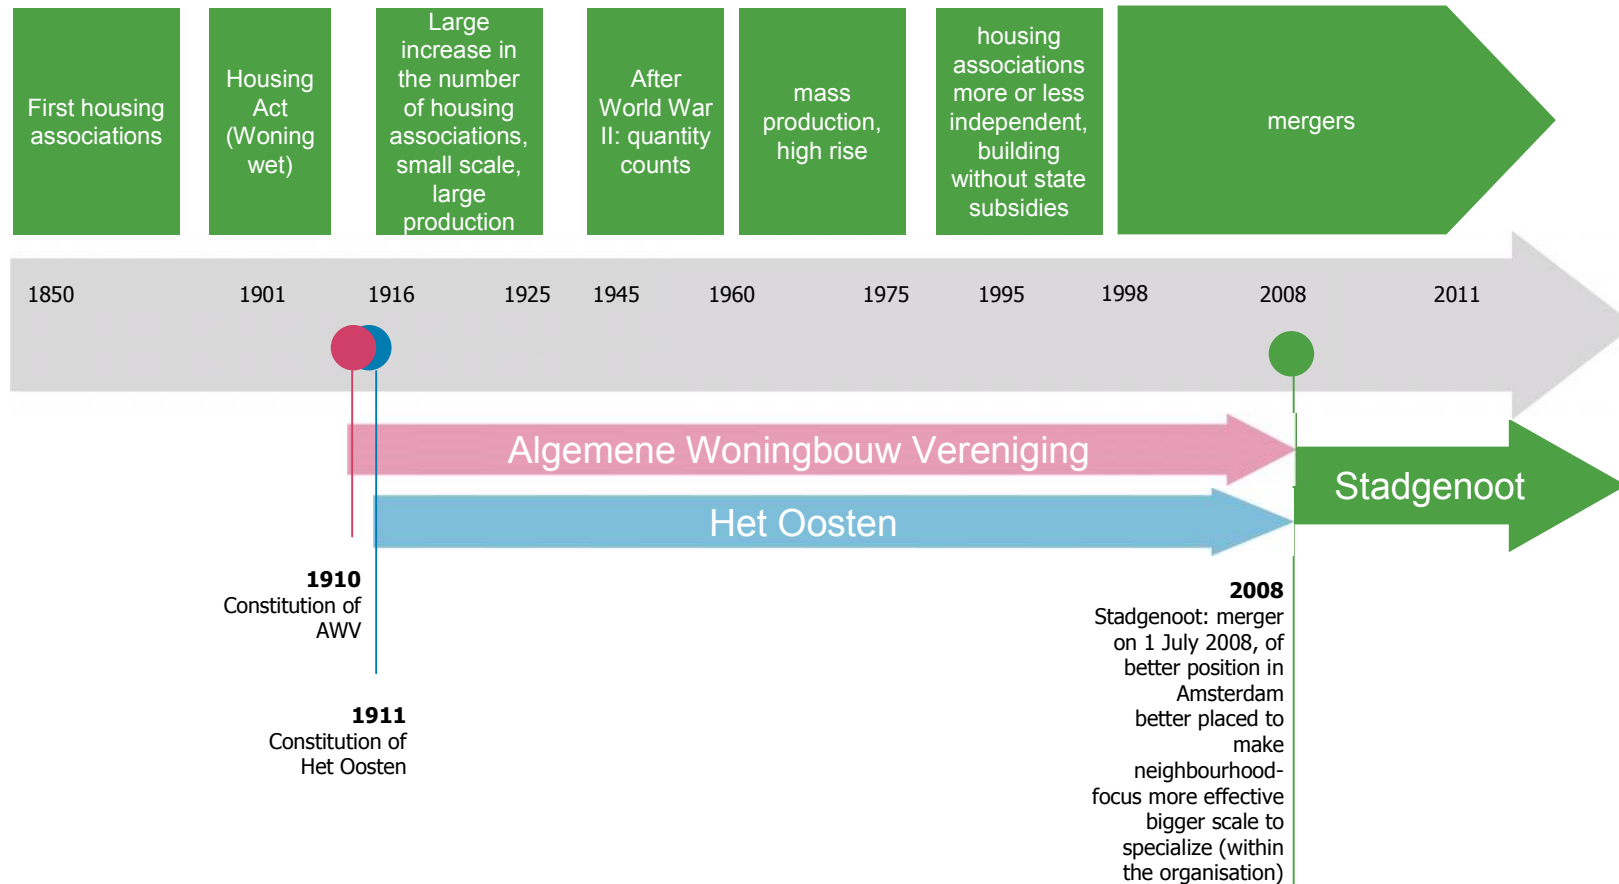 First housing
associations
Housing
Act
(Woning
wet)
Large
increase in
the number
of housing
associations,
small scale,
large
production
After
World War
II: quantity
counts
mass
production,
high rise
housing
associations
more or less
independent,
building
without state
subsidies
mergers
1850 1901 1916 1925 1945 1960 1975 1995 1998 2008 2011
Algemene Woningbouw Vereniging
Het Oosten
Stadgenoot
1910
Constitution of
AWV
1911
Constitution of
Het Oosten
2008
Stadgenoot: merger
on 1 July 2008, of
better position in
Amsterdam
better placed to
make
neighbourhood-
focus more effective
bigger scale to
specialize (within
the organisation)